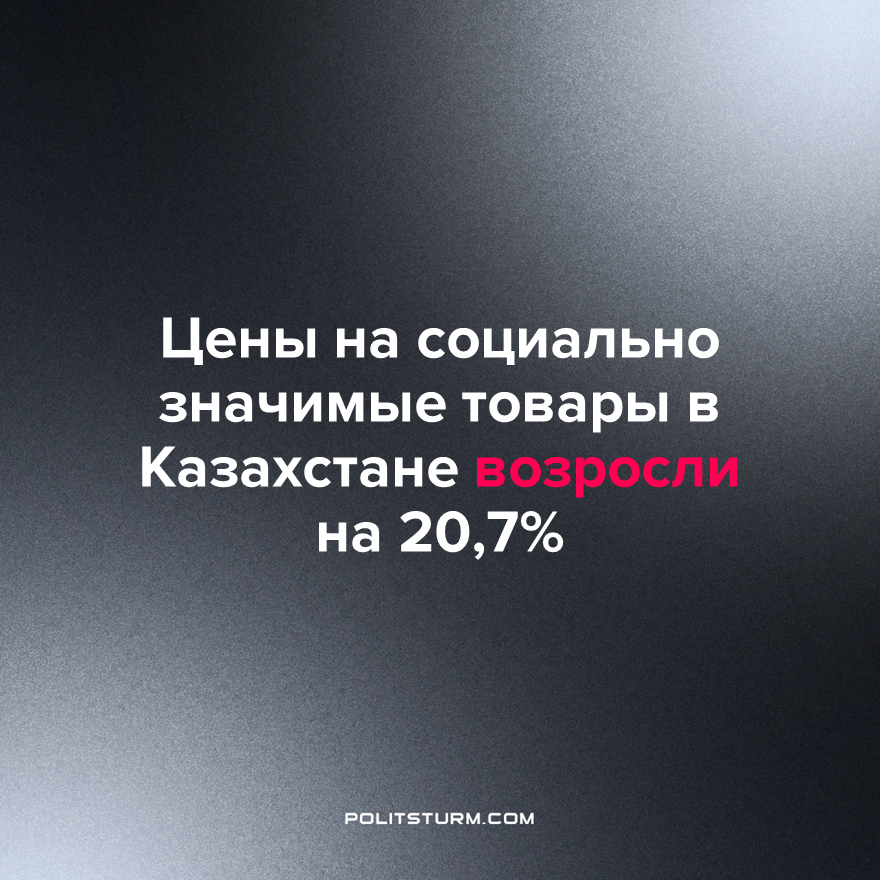 Цены на социально
значимые товары в
Казахстане возросли
на 20,7%
POLITSTURM.COM